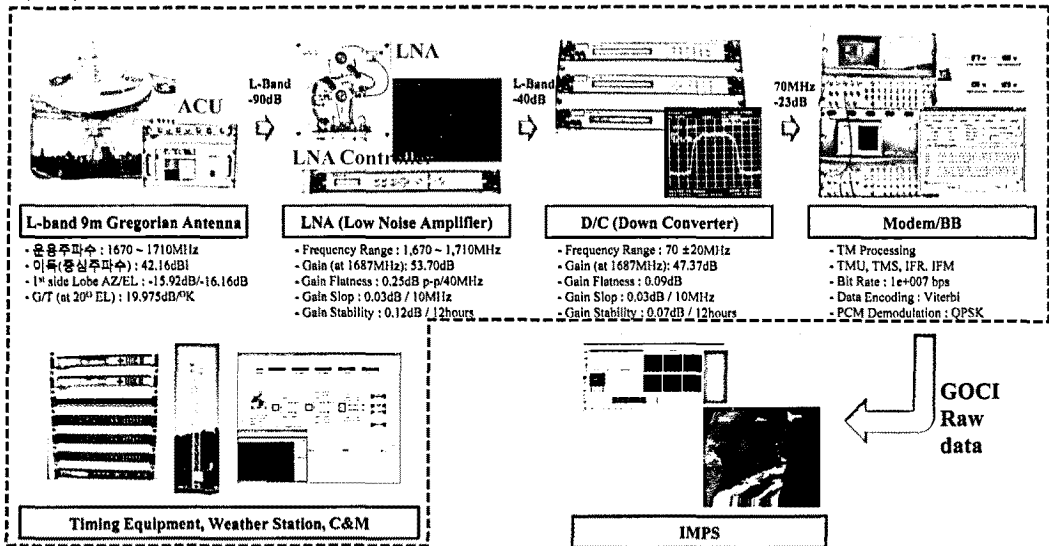 ACU
L-Band
-90dB
LNA
LNA Controller
L-Band
-40dB
70MHz
-23dB
L-band 9m Gregorian Antenna
- 운용주파수 : 1670 ~ 1710MHz
- 이득(중심주파수) : 42.16dBi
- 1st side Lobe AZ/EL : -15.92dB/-16.16dB
- G/T (at 20º EL) : 19.975dB/ºK
LNA (Low Noise Amplifier)
- Frequency Range : 1,670 ~ 1,710MHz
- Gain (at 1687MHz): 53.70dB
- Gain Flatness : 0.25dB p-p/40MHz
- Gain Slop : 0.03dB / 10MHz
- Gain Stability : 0.12dB / 12hours
D/C (Down Converter)
- Frequency Range : 70 ±20MHz
- Gain (at 1687MHz): 47.37dB
- Gain Flatness : 0.09dB
- Gain Slop : 0.03dB / 10MHz
- Gain Stability : 0.07dB / 12hours
Modem/BB
- TM Processing
- TMU, TMS, IFR, IFM
- Bit Rate : 1e+007 bps
- Data Encoding : Viterbi
- PCM Demodulation : QPSK
GOCI
Raw
data
Timing Equipment, Weather Station, C&M
IMPS